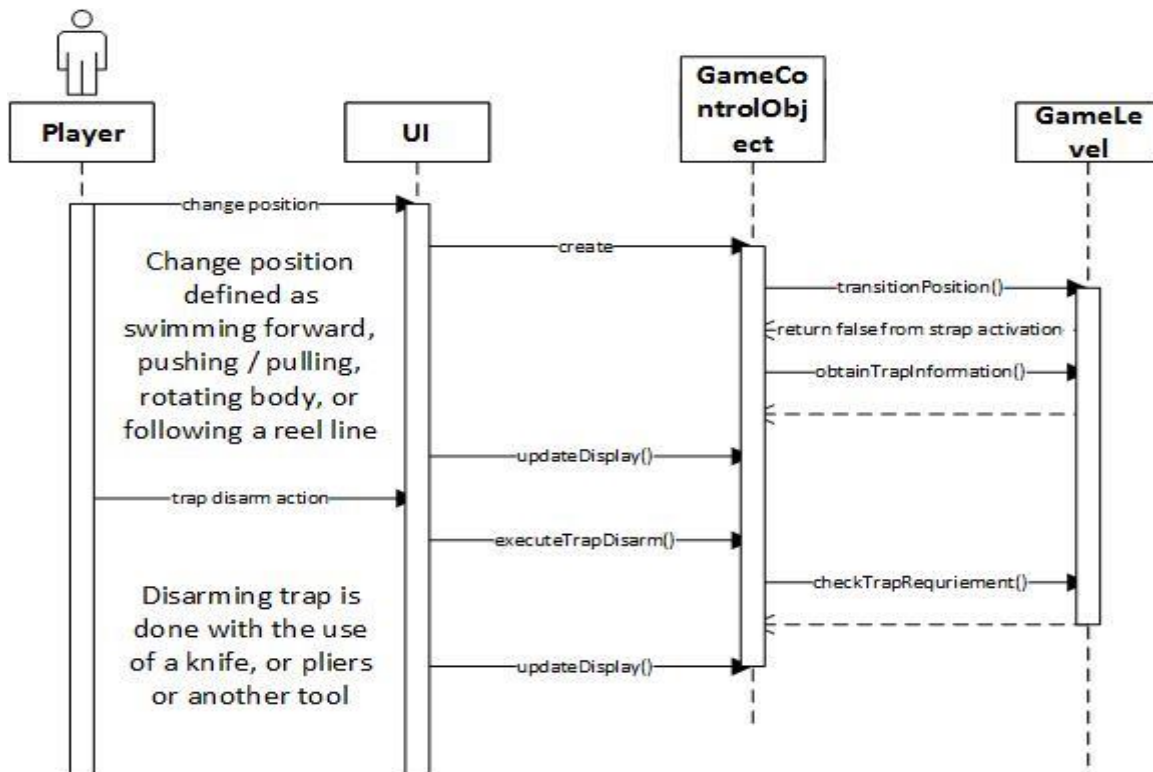 Player
UI
GameCo
ntrolObj
ect
GameLe
vel
change position
create
Change position
defined as
swimming forward,
pushing / pulling,
rotating body, or
following a reel line
transitionPosition()
return false from strap activation
obtainTrapInformation()
updateDisplay()
trap disarm action
executeTrapDisarm()
checkTrapRequriement()
Disarming trap is
done with the use
of a knife, or pliers
or another tool
updateDisplay()